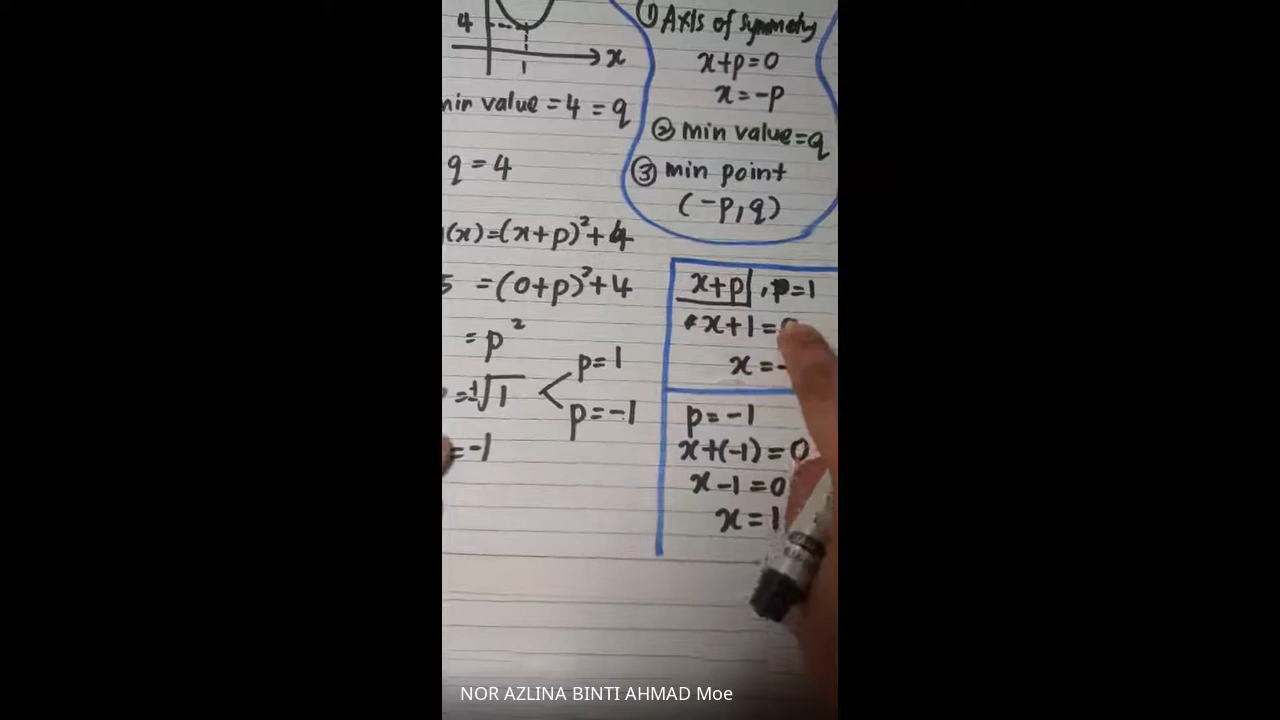 4
x
1
min value = 4 = q
q = 4
(x) = (x+p)² + 4
5 = (0+p)² + 4
= p²
= ±√1
p = 1
p = -1
= -1
① Axis of symmetry
x+p = 0
x = -p
② min value = q
③ min point
(-p, q)
x+p , p = 1
x+1 = 0
x = -
p = -1
x+(-1) = 0
x - 1 = 0
x = 1
NOR AZLINA BINTI AHMAD Moe